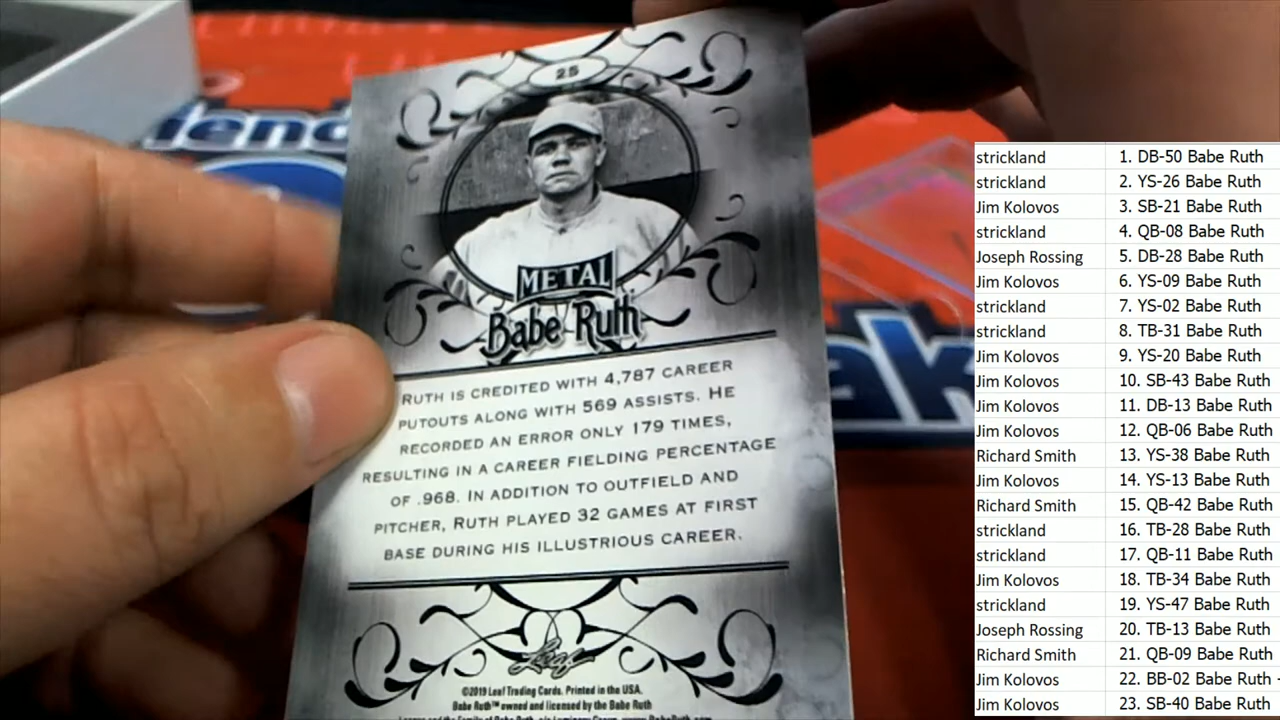 25
METAL
Babe Ruth
RUTH IS CREDITED WITH 4,787 CAREER
PUTOUTS ALONG WITH 569 ASSISTS. HE
RECORDED AN ERROR ONLY 179 TIMES,
RESULTING IN A CAREER FIELDING PERCENTAGE
OF .968. IN ADDITION TO OUTFIELD AND
PITCHER, RUTH PLAYED 32 GAMES AT FIRST
BASE DURING HIS ILLUSTRIOUS CAREER.
Leaf
©2019 Leaf Trading Cards. Printed in the USA.
Babe Ruth™ owned and licensed by the Babe Ruth
strickland 1. DB-50 Babe Ruth
strickland 2. YS-26 Babe Ruth
Jim Kolovos 3. SB-21 Babe Ruth
strickland 4. QB-08 Babe Ruth
Joseph Rossing 5. DB-28 Babe Ruth
Jim Kolovos 6. YS-09 Babe Ruth
strickland 7. YS-02 Babe Ruth
strickland 8. TB-31 Babe Ruth
Jim Kolovos 9. YS-20 Babe Ruth
Jim Kolovos 10. SB-43 Babe Ruth
Jim Kolovos 11. DB-13 Babe Ruth
Jim Kolovos 12. QB-06 Babe Ruth
Richard Smith 13. YS-38 Babe Ruth
Jim Kolovos 14. YS-13 Babe Ruth
Richard Smith 15. QB-42 Babe Ruth
strickland 16. TB-28 Babe Ruth
strickland 17. QB-11 Babe Ruth
Jim Kolovos 18. TB-34 Babe Ruth
strickland 19. YS-47 Babe Ruth
Joseph Rossing 20. TB-13 Babe Ruth
Richard Smith 21. QB-09 Babe Ruth
Jim Kolovos 22. BB-02 Babe Ruth -
Jim Kolovos 23. SB-40 Babe Ruth